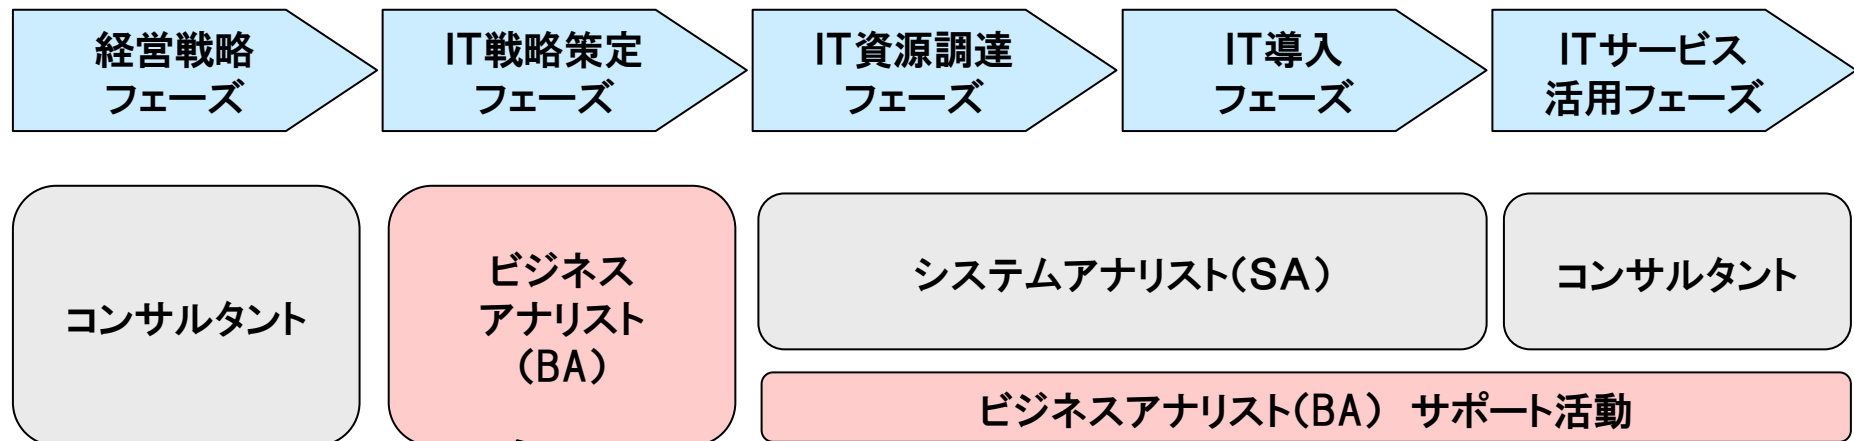 経営戦略
フェーズ
IT戦略策定
フェーズ
IT資源調達
フェーズ
IT導入
フェーズ
ITサービス
活用フェーズ
コンサルタント
ビジネス
アナリスト
（BA）
システムアナリスト（SA）
コンサルタント
ビジネスアナリスト（BA）　サポート活動